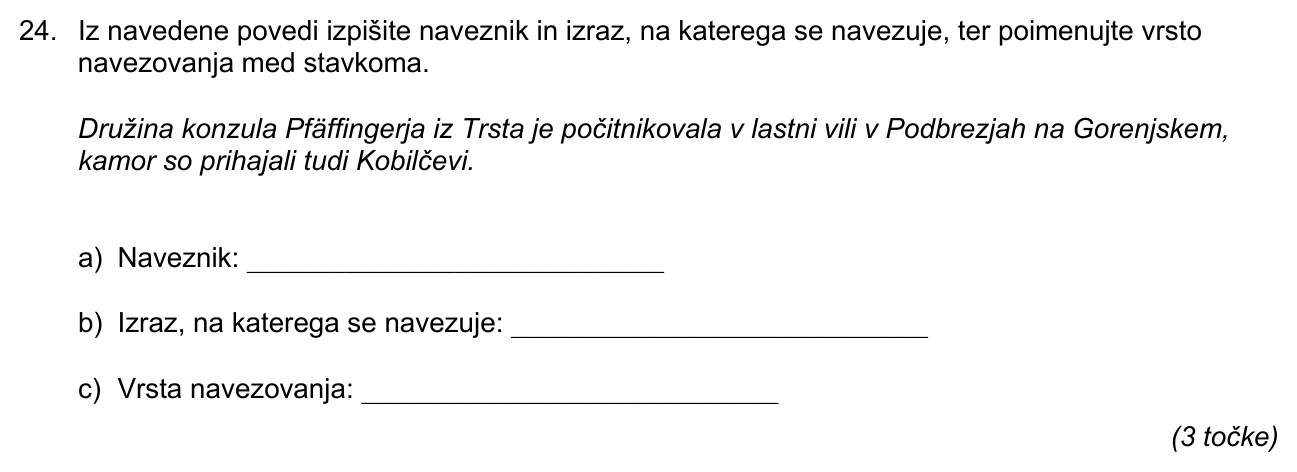 24. Iz navedene povedi izpišite naveznik in izraz, na katerega se navezuje, ter poimenujte vrsto
navezovanja med stavkoma.
Družina konzula Pfäffingerja iz Trsta je počitnikovala v lastni vili v Podbrezjah na Gorenjskem,
kamor so prihajali tudi Kobilčevi.
a) Naveznik: ____________________________
b) Izraz, na katerega se navezuje: ____________________________
c) Vrsta navezovanja: ____________________________
(3 točke)